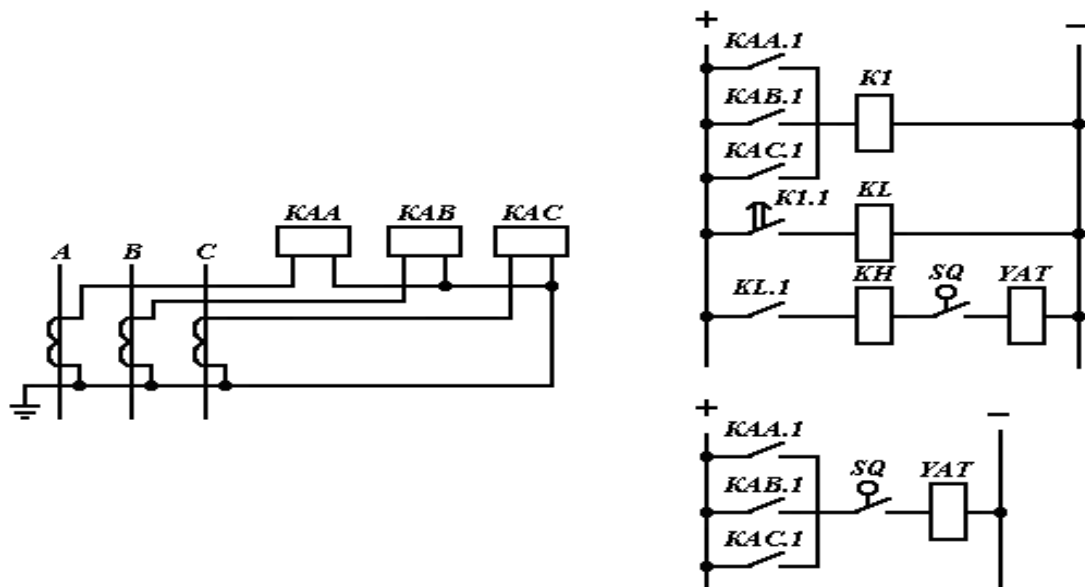 KAA KAB KAC
A B C
+ −
KAA.1
K1
KAB.1
KAC.1
K1.1 KL
KL.1 KH SQ YAT
+ −
KAA.1
KAB.1 SQ YAT
KAC.1